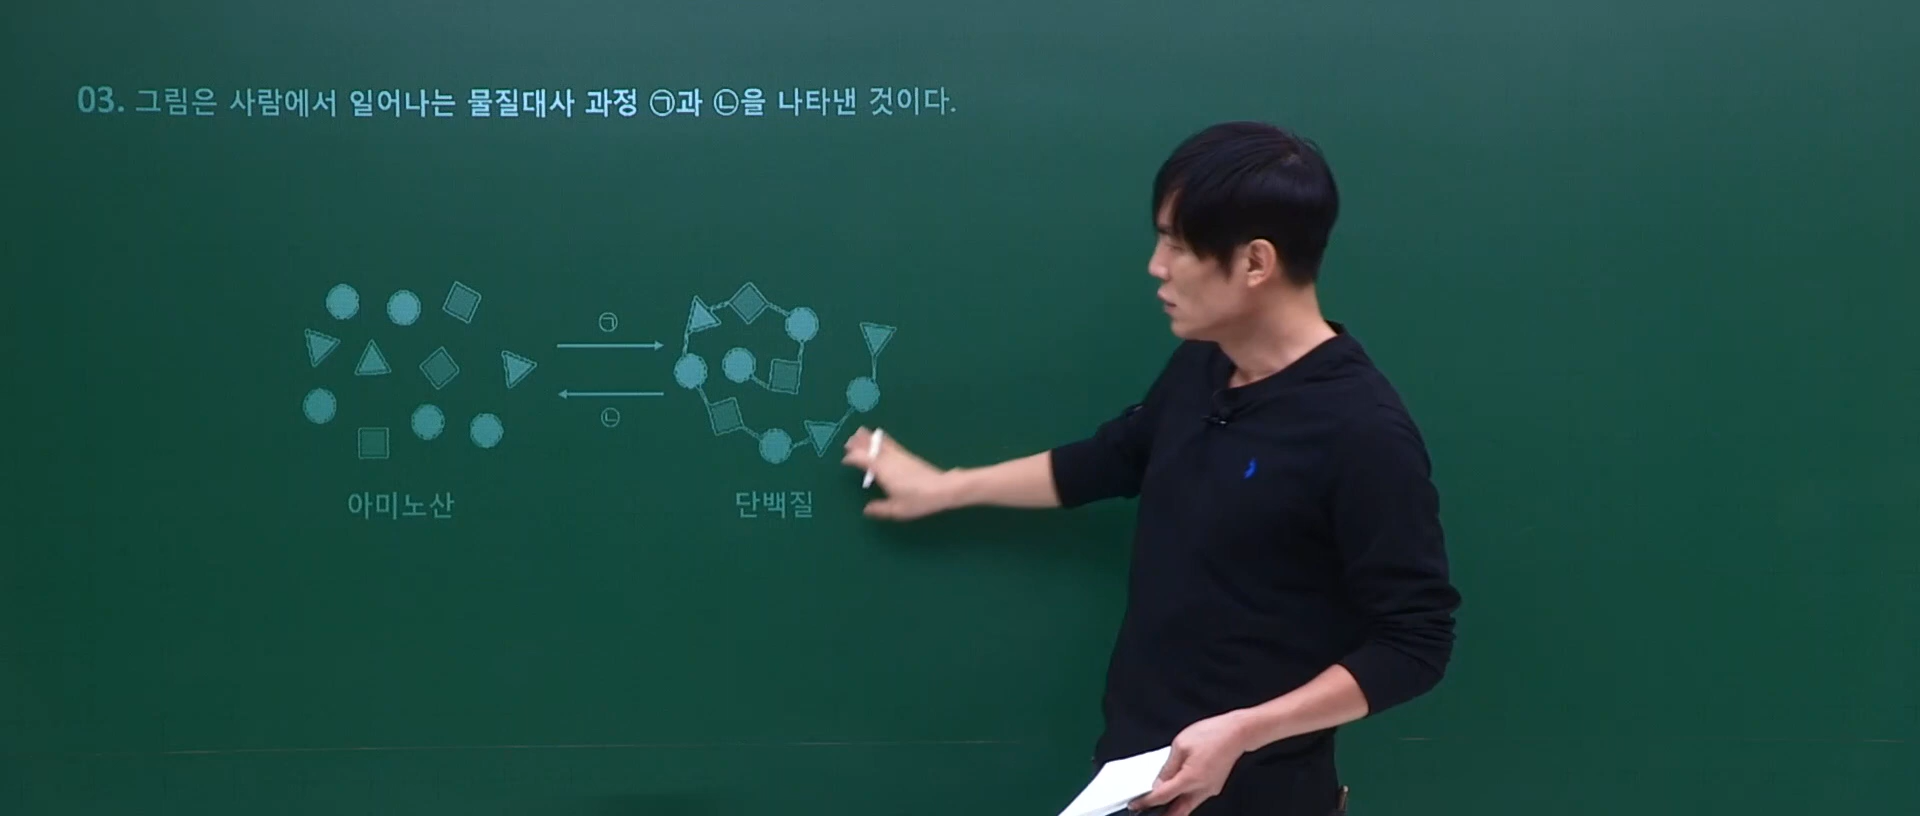 03. 그림은 사람에서 일어나는 물질대사 과정 ㉠과 ㉡을 나타낸 것이다.
㉠
㉡
아미노산
단백질